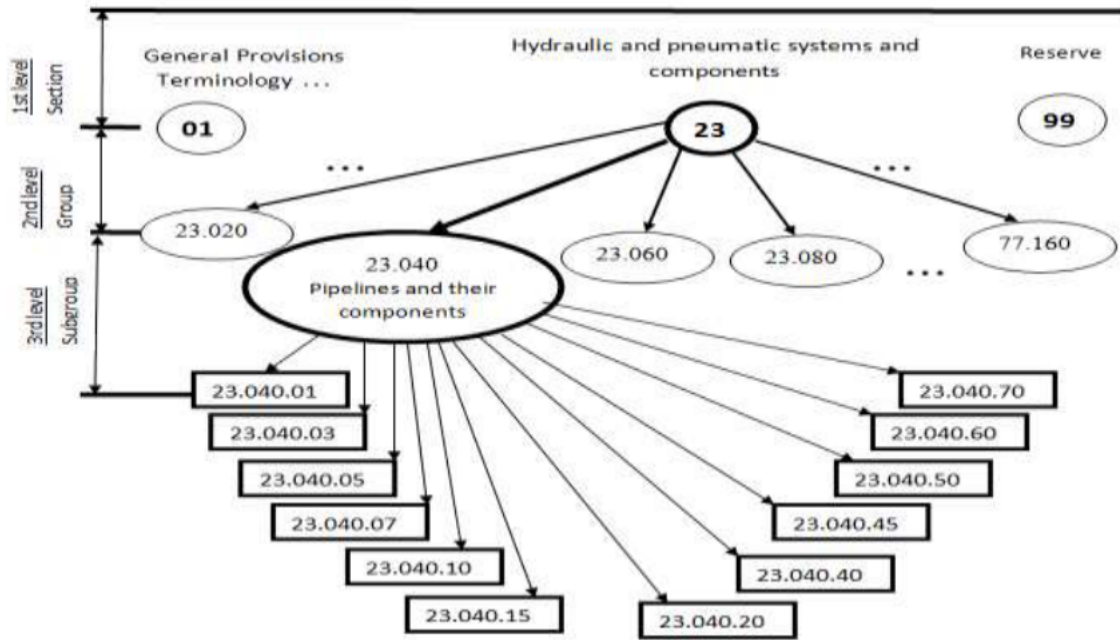 1st level
Section
2nd level
Group
3rd level
Subgroup
General Provisions
Terminology ...
Hydraulic and pneumatic systems and
components
Reserve
01
23
99
...
...
23.020
23.040
Pipelines and their
components
23.060
23.080
...
77.160
23.040.01
23.040.03
23.040.05
23.040.07
23.040.10
23.040.15
23.040.20
23.040.40
23.040.45
23.040.50
23.040.60
23.040.70